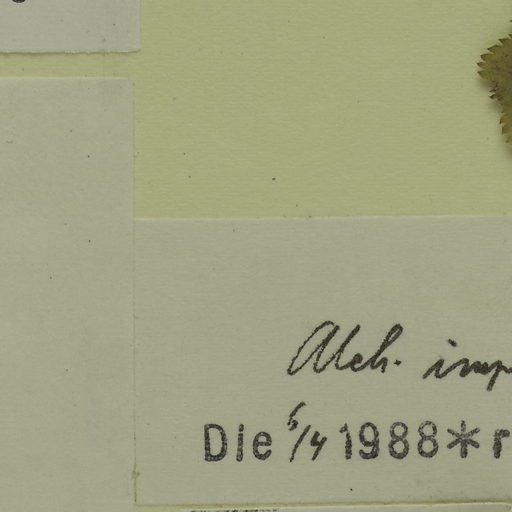 Alch. imp
Die 5/4 1988*r